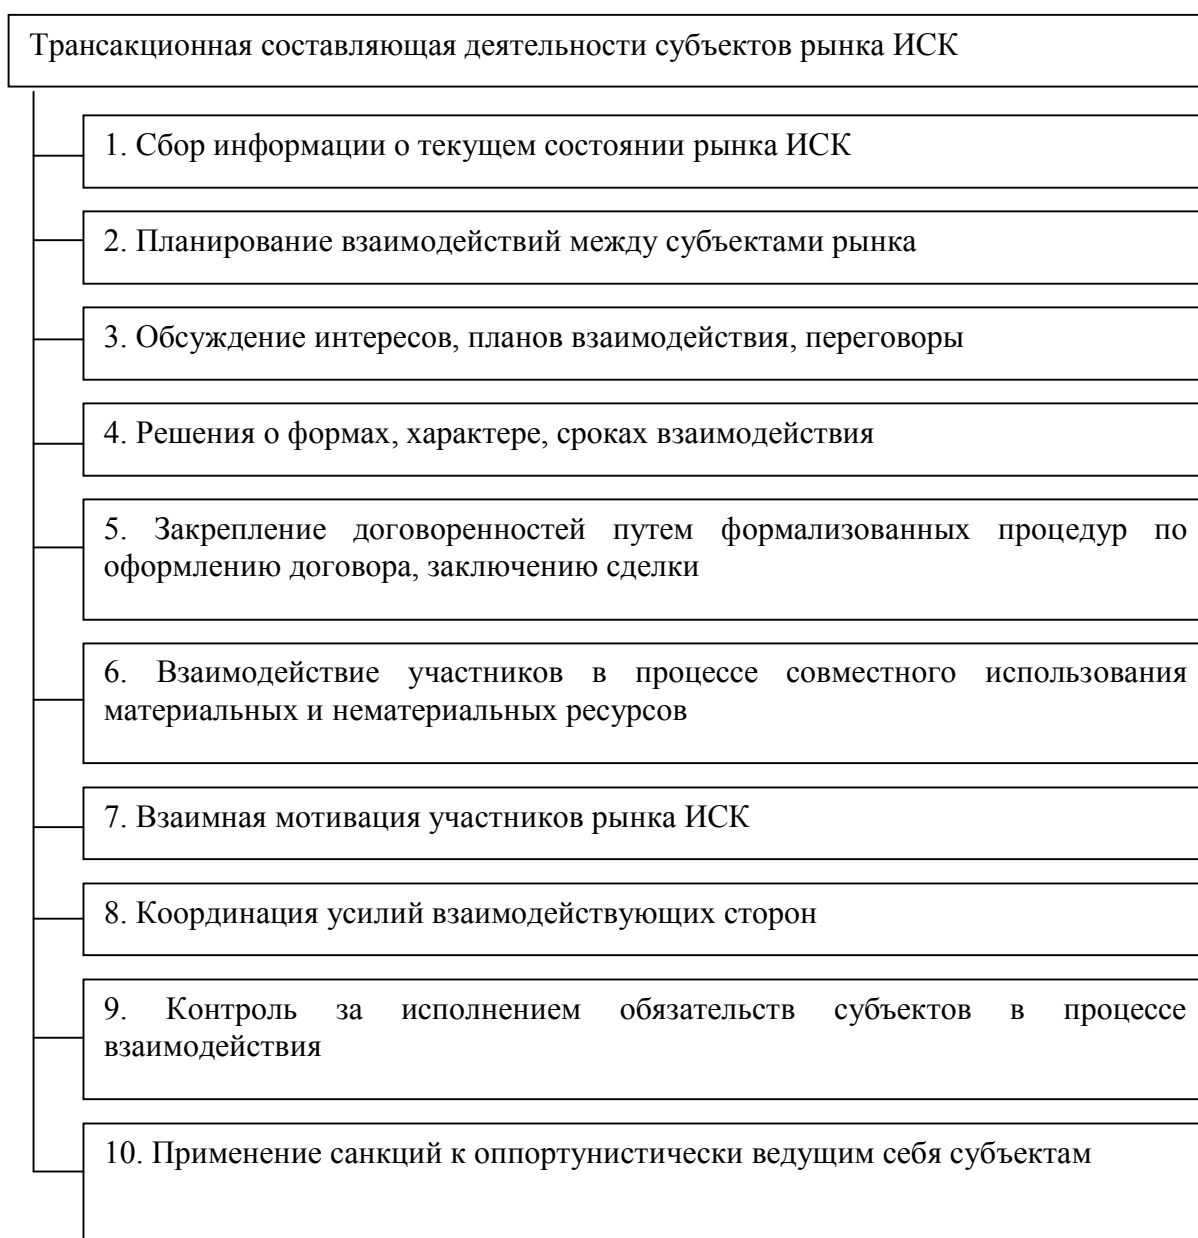 Трансакционная составляющая деятельности субъектов рынка ИСК
1. Сбор информации о текущем состоянии рынка ИСК
2. Планирование взаимодействий между субъектами рынка
3. Обсуждение интересов, планов взаимодействия, переговоры
4. Решения о формах, характере, сроках взаимодействия
5. Закрепление договоренностей путем формализованных процедур по
оформлению договора, заключению сделки
6. Взаимодействие участников в процессе совместного использования
материальных и нематериальных ресурсов
7. Взаимная мотивация участников рынка ИСК
8. Координация усилий взаимодействующих сторон
9. Контроль за исполнением обязательств субъектов в процессе
взаимодействия
10. Применение санкций к оппортунистически ведущим себя субъектам